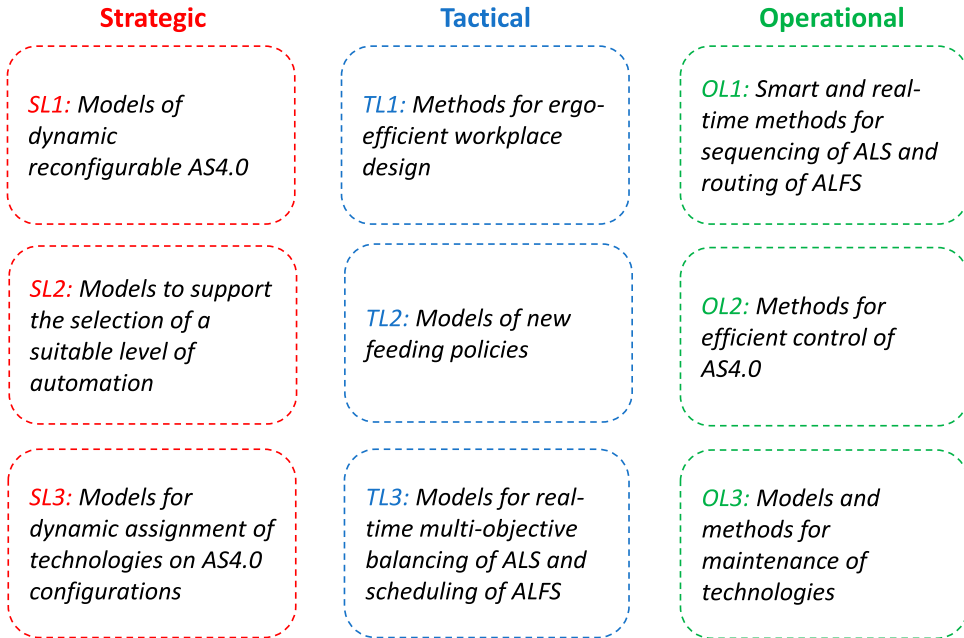 Strategic
SL1: Models of
dynamic
reconfigurable AS4.0
SL2: Models to support
the selection of a
suitable level of
automation
SL3: Models for
dynamic assignment of
technologies on AS4.0
configurations
Tactical
TL1: Methods for ergo-
efficient workplace
design
TL2: Models of new
feeding policies
TL3: Models for real-
time multi-objective
balancing of ALS and
scheduling of ALFS
Operational
OL1: Smart and real-
time methods for
sequencing of ALS and
routing of ALFS
OL2: Methods for
efficient control of
AS4.0
OL3: Models and
methods for
maintenance of
technologies